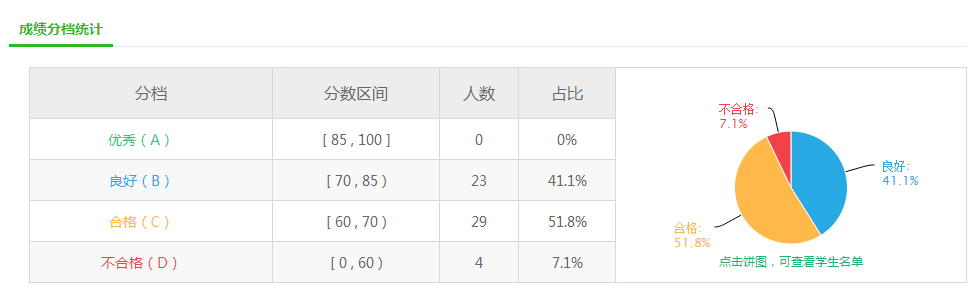 成绩分档统计
分档 分数区间 人数 占比
优秀（A） [ 85 , 100 ] 0 0%
良好（B） [ 70 , 85 ) 23 41.1%
合格（C） [ 60 , 70 ) 29 51.8%
不合格（D） [ 0 , 60 ) 4 7.1%
不合格:
7.1%
良好:
41.1%
合格:
51.8%
点击饼图，可查看学生名单